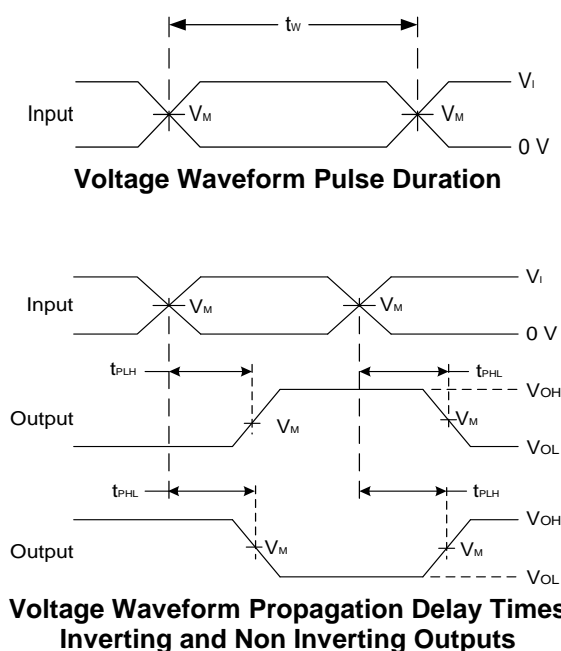 tW
VI
Input
VM
VM
0 V
Voltage Waveform Pulse Duration
VI
Input
VM
VM
0 V
tPLH
tPHL
VOH
Output
VM
VM
VOL
tPHL
tPLH
VOH
Output
VM
VM
VOL
Voltage Waveform Propagation Delay Times
Inverting and Non Inverting Outputs